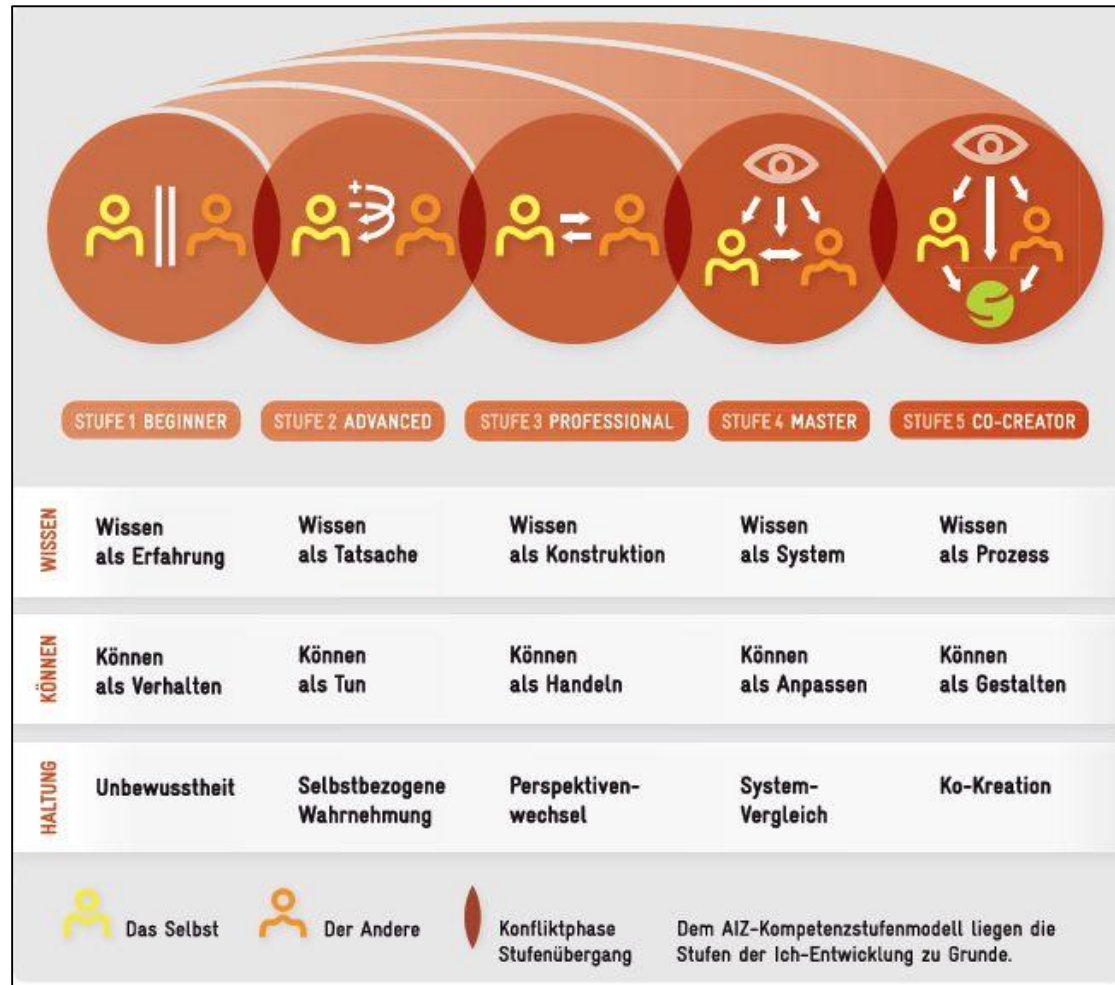 STUFE 1 BEGINNER
STUFE 2 ADVANCED
STUFE 3 PROFESSIONAL
STUFE 4 MASTER
STUFE 5 CO-CREATOR
WISSEN
Wissen
als Erfahrung
Wissen
als Tatsache
Wissen
als Konstruktion
Wissen
als System
Wissen
als Prozess
KÖNNEN
Können
als Verhalten
Können
als Tun
Können
als Handeln
Können
als Anpassen
Können
als Gestalten
HALTUNG
Unbewusstheit
Selbstbezogene
Wahrnehmung
Perspektiven-
wechsel
System-
Vergleich
Ko-Kreation
Das Selbst
Der Andere
Konfliktphase
Stufenübergang
Dem AIZ-Kompetenzstufenmodell liegen die
Stufen der Ich-Entwicklung zu Grunde.